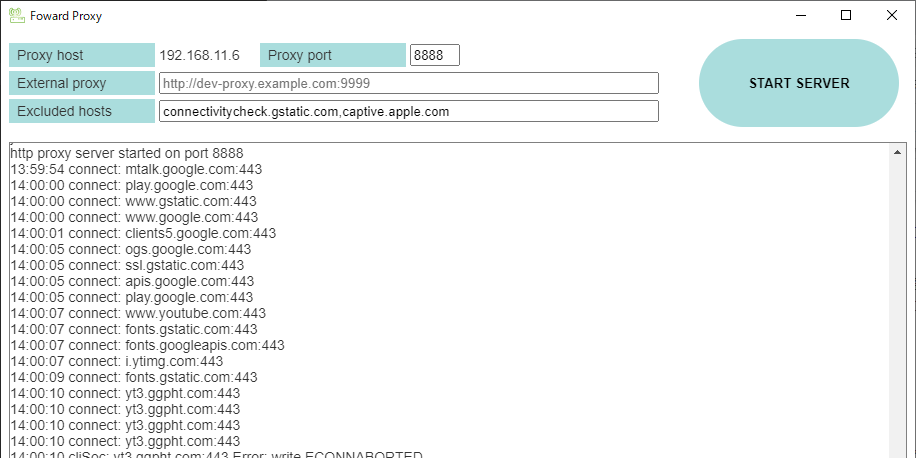 Foward Proxy
Proxy host 192.168.11.6 Proxy port 8888
External proxy http://dev-proxy.example.com:9999
Excluded hosts connectivitycheck.gstatic.com,captive.apple.com
START SERVER
http proxy server started on port 8888
13:59:54 connect: mtalk.google.com:443
14:00:00 connect: play.google.com:443
14:00:00 connect: www.gstatic.com:443
14:00:00 connect: www.google.com:443
14:00:01 connect: clients5.google.com:443
14:00:05 connect: ogs.google.com:443
14:00:05 connect: ssl.gstatic.com:443
14:00:05 connect: apis.google.com:443
14:00:05 connect: play.google.com:443
14:00:07 connect: www.youtube.com:443
14:00:07 connect: fonts.gstatic.com:443
14:00:07 connect: fonts.googleapis.com:443
14:00:07 connect: i.ytimg.com:443
14:00:09 connect: fonts.gstatic.com:443
14:00:10 connect: yt3.ggpht.com:443
14:00:10 connect: yt3.ggpht.com:443
14:00:10 connect: yt3.ggpht.com:443
14:00:10 connect: yt3.ggpht.com:443
14:00:10 cliSoc: yt3.ggpht.com:443 Error: write ECONNABORTED